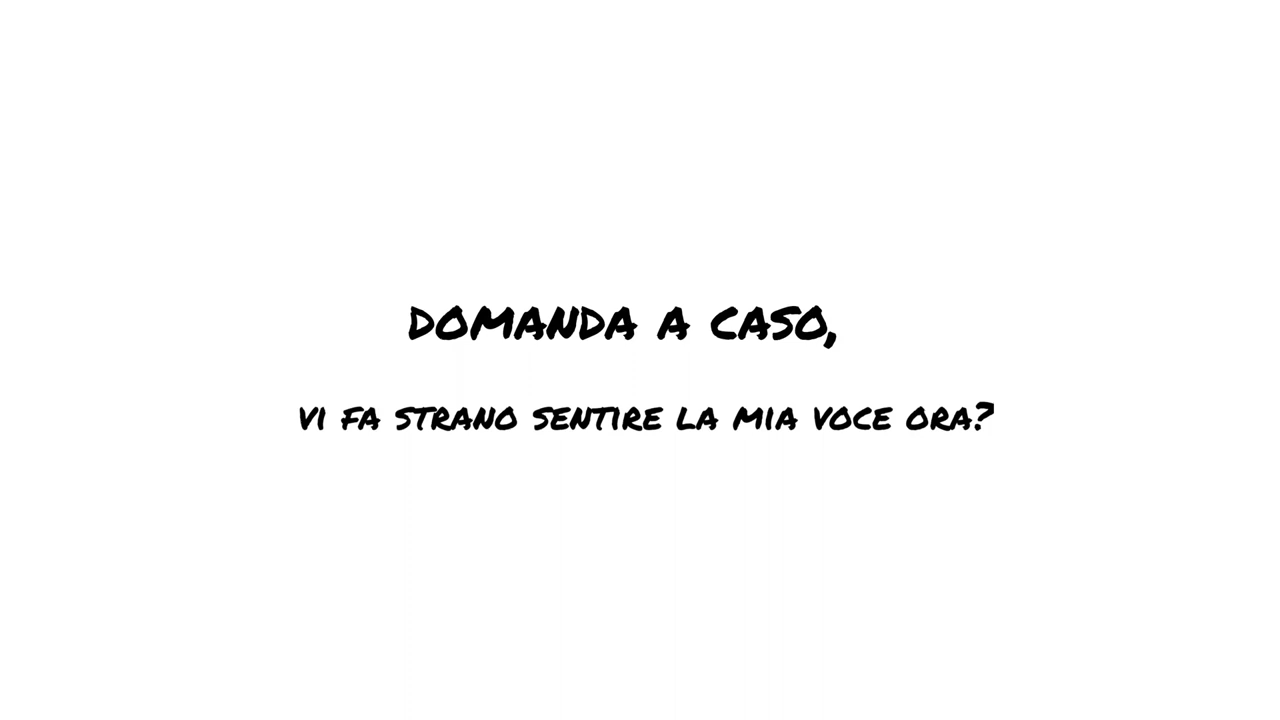 DOMANDA A CASO,
VI FA STRANO SENTIRE LA MIA VOCE ORA?